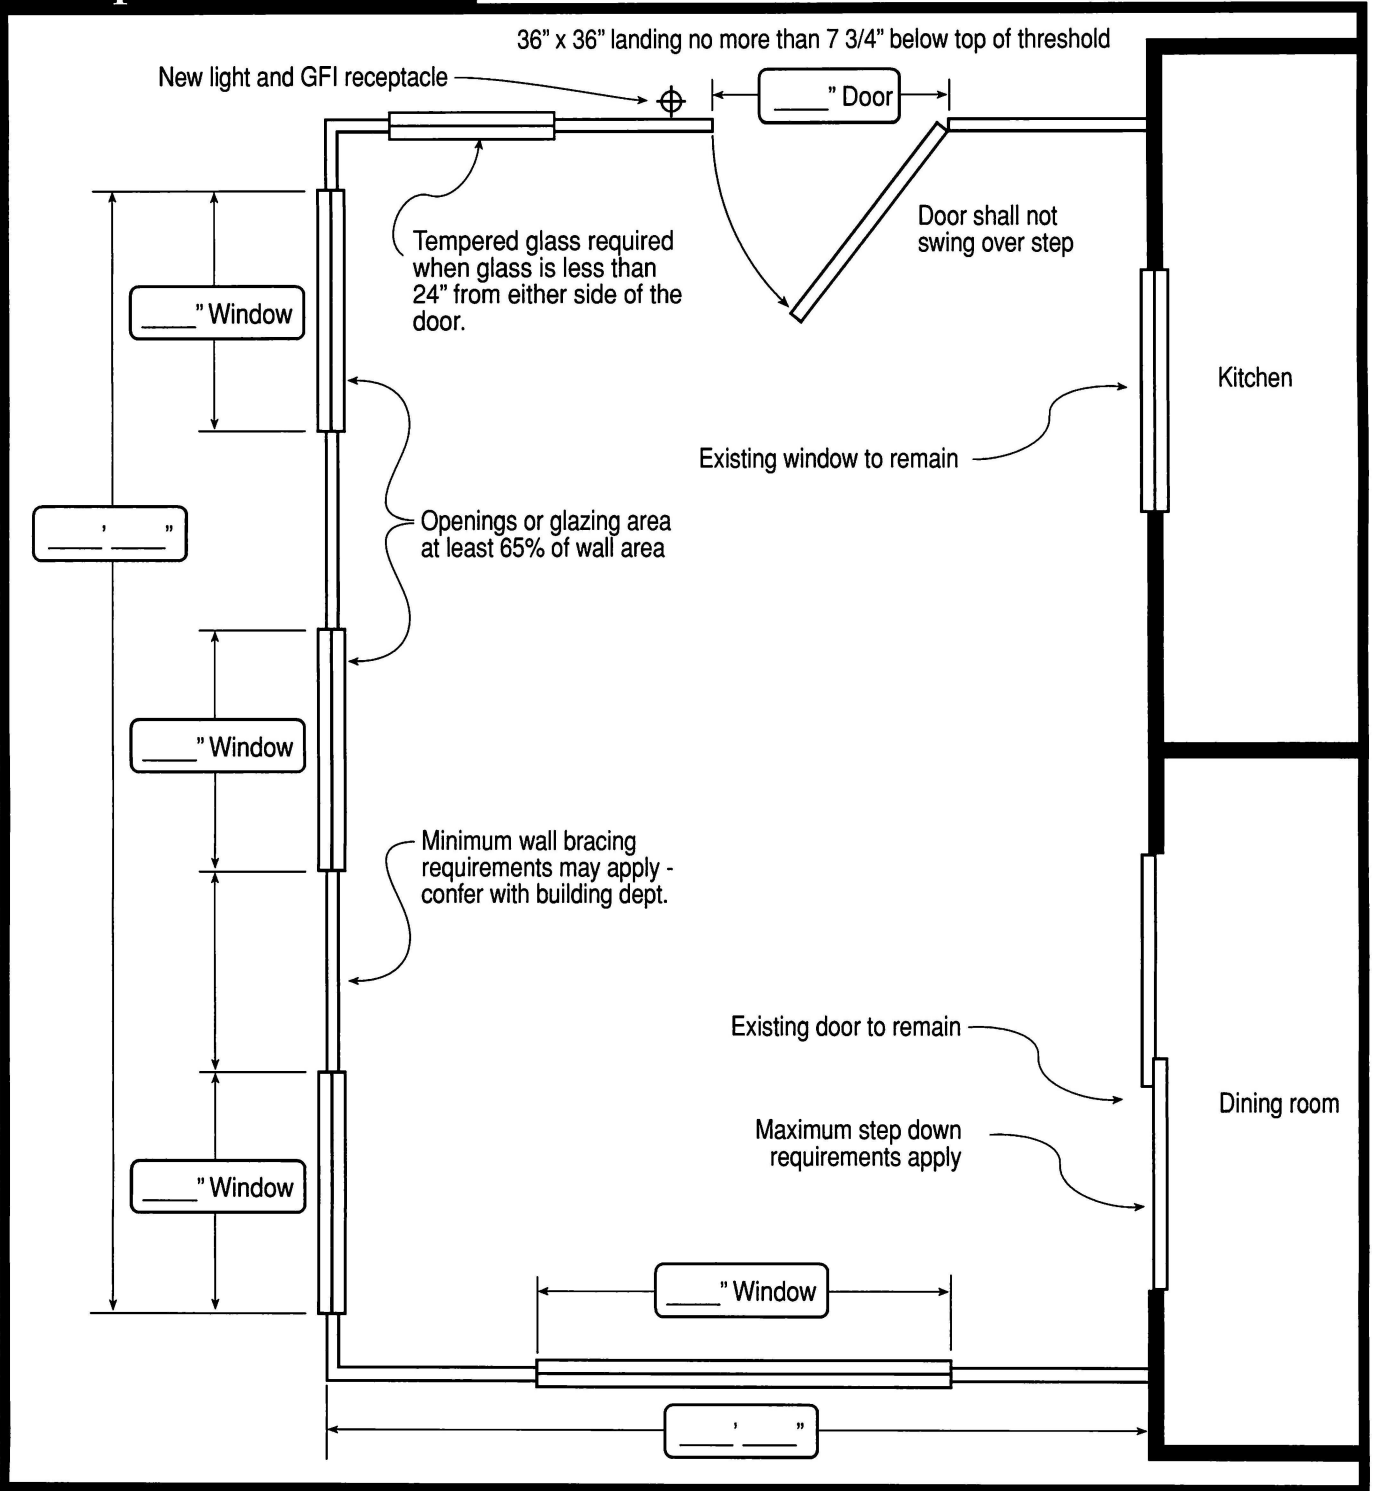 36" x 36" landing no more than 7 3/4" below top of threshold
New light and GFI receptacle
____" Door
Door shall not
swing over step
Tempered glass required
when glass is less than
24" from either side of the
door.
____" Window
Kitchen
Existing window to remain
____' ____"
Openings or glazing area
at least 65% of wall area
____" Window
Minimum wall bracing
requirements may apply -
confer with building dept.
Existing door to remain
Dining room
Maximum step down
requirements apply
____" Window
____" Window
____' ____"